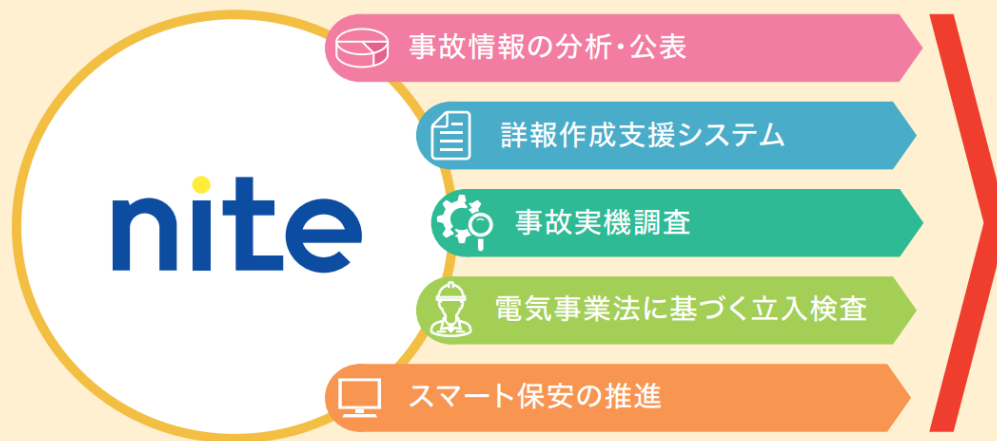 nite
事故情報の分析・公表
詳報作成支援システム
事故実機調査
電気事業法に基づく立入検査
スマート保安の推進